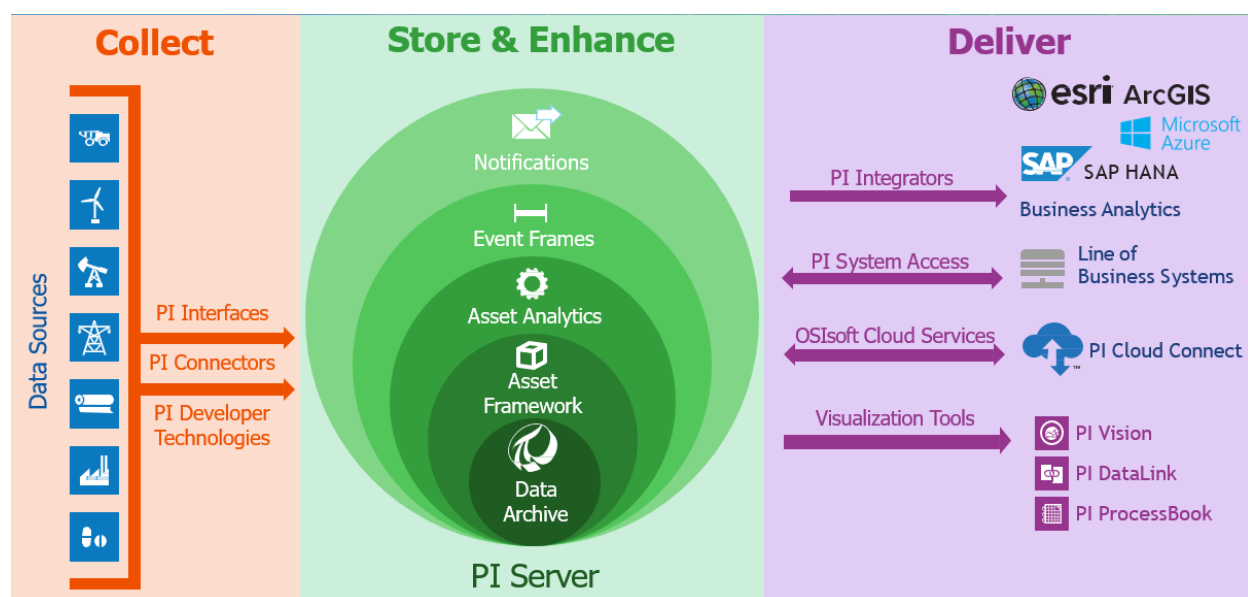 Collect
Data Sources
PI Interfaces
PI Connectors
PI Developer
Technologies
Store & Enhance
Notifications
Event Frames
Asset Analytics
Asset
Framework
Data
Archive
PI Server
Deliver
PI Integrators
esri ArcGIS
Microsoft
Azure
SAP SAP HANA
Business Analytics
PI System Access
Line of
Business Systems
OSIsoft Cloud Services
PI Cloud Connect
TM
Visualization Tools
PI Vision
PI DataLink
PI ProcessBook